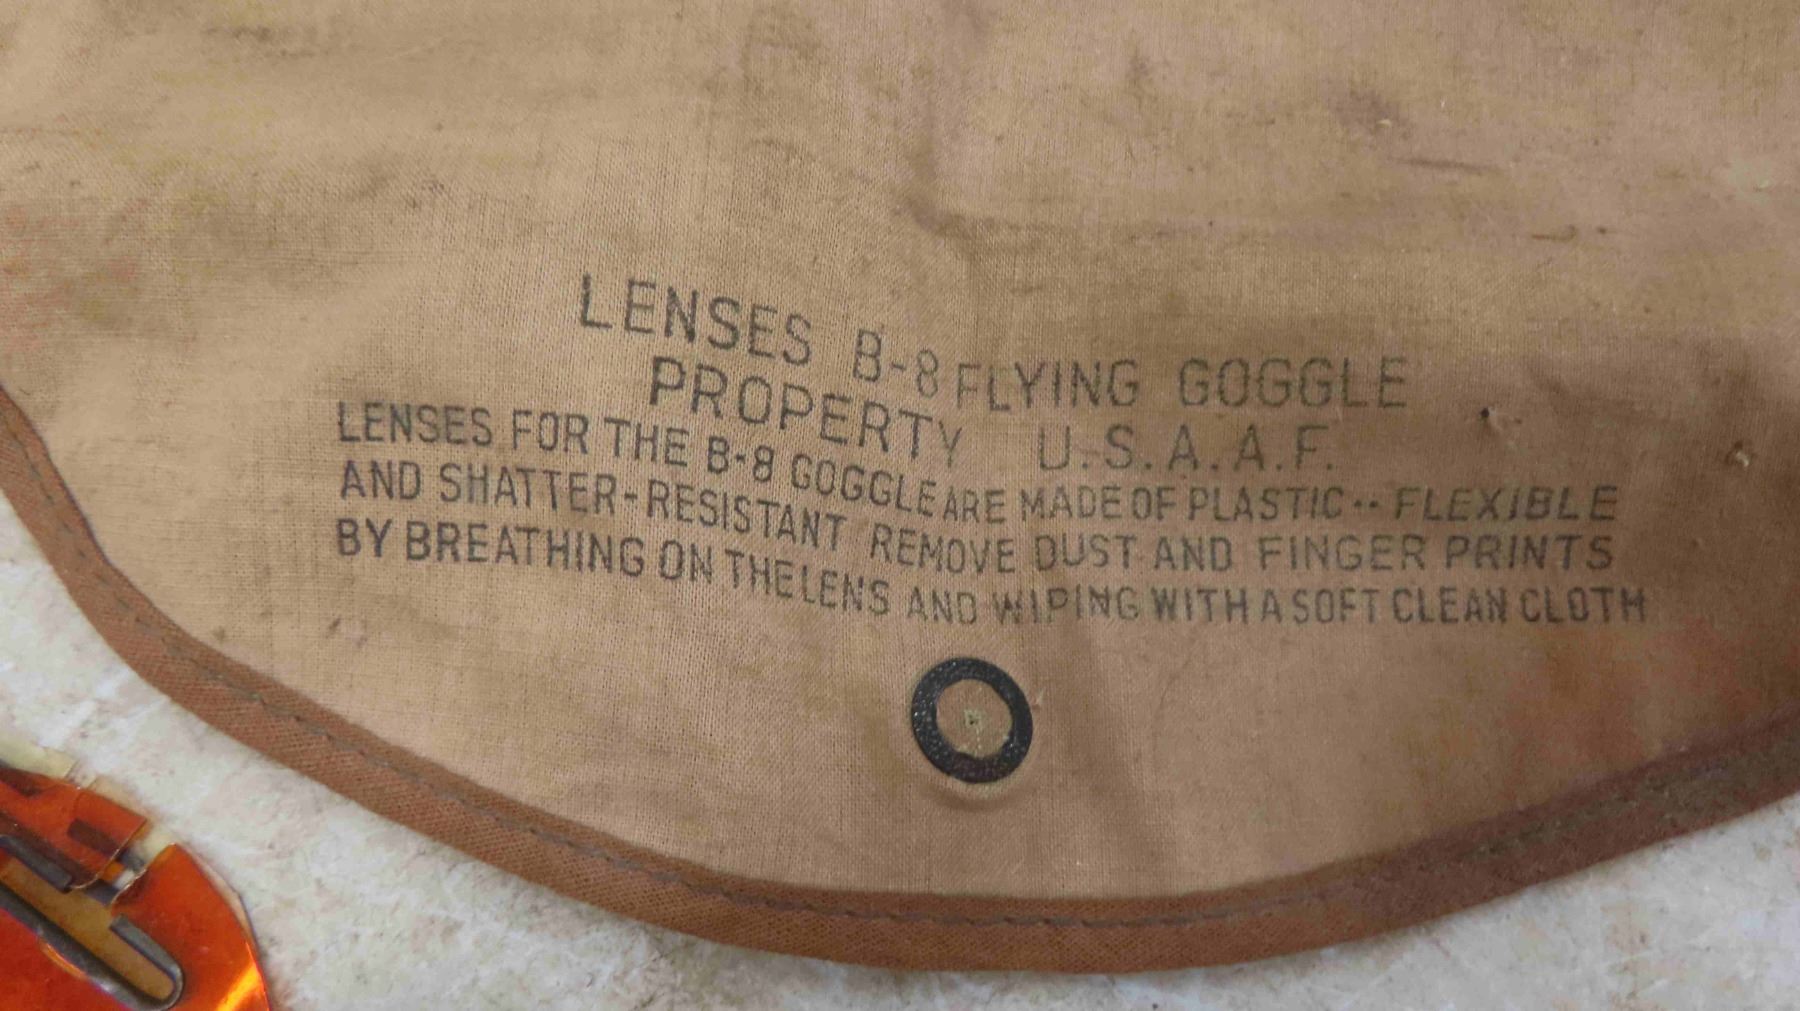 LENSES B-8 FLYING GOGGLE
PROPERTY U.S.A.A.F.
LENSES FOR THE B-8 GOGGLE ARE MADE OF PLASTIC-- FLEXIBLE
AND SHATTER-RESISTANT REMOVE DUST AND FINGER PRINTS
BY BREATHING ON THE LENS AND WIPING WITH A SOFT CLEAN CLOTH